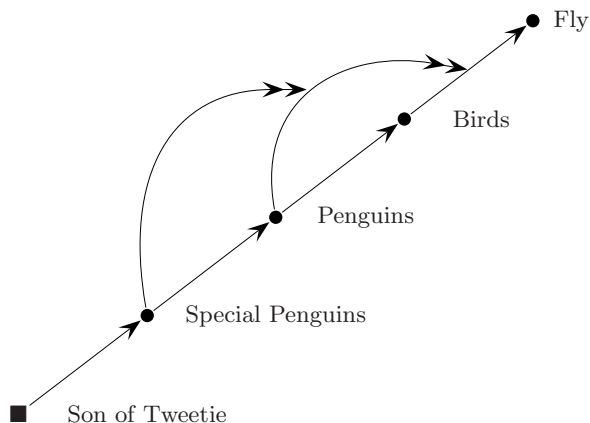 Fly
Birds
Penguins
Special Penguins
Son of Tweetie